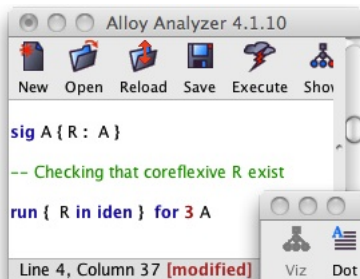 Alloy Analyzer 4.1.10
New Open Reload Save Execute Show
sig A { R : A }
-- Checking that coreflexive R exist
run { R in iden } for 3 A
Line 4, Column 37 [modified]
Viz Dot